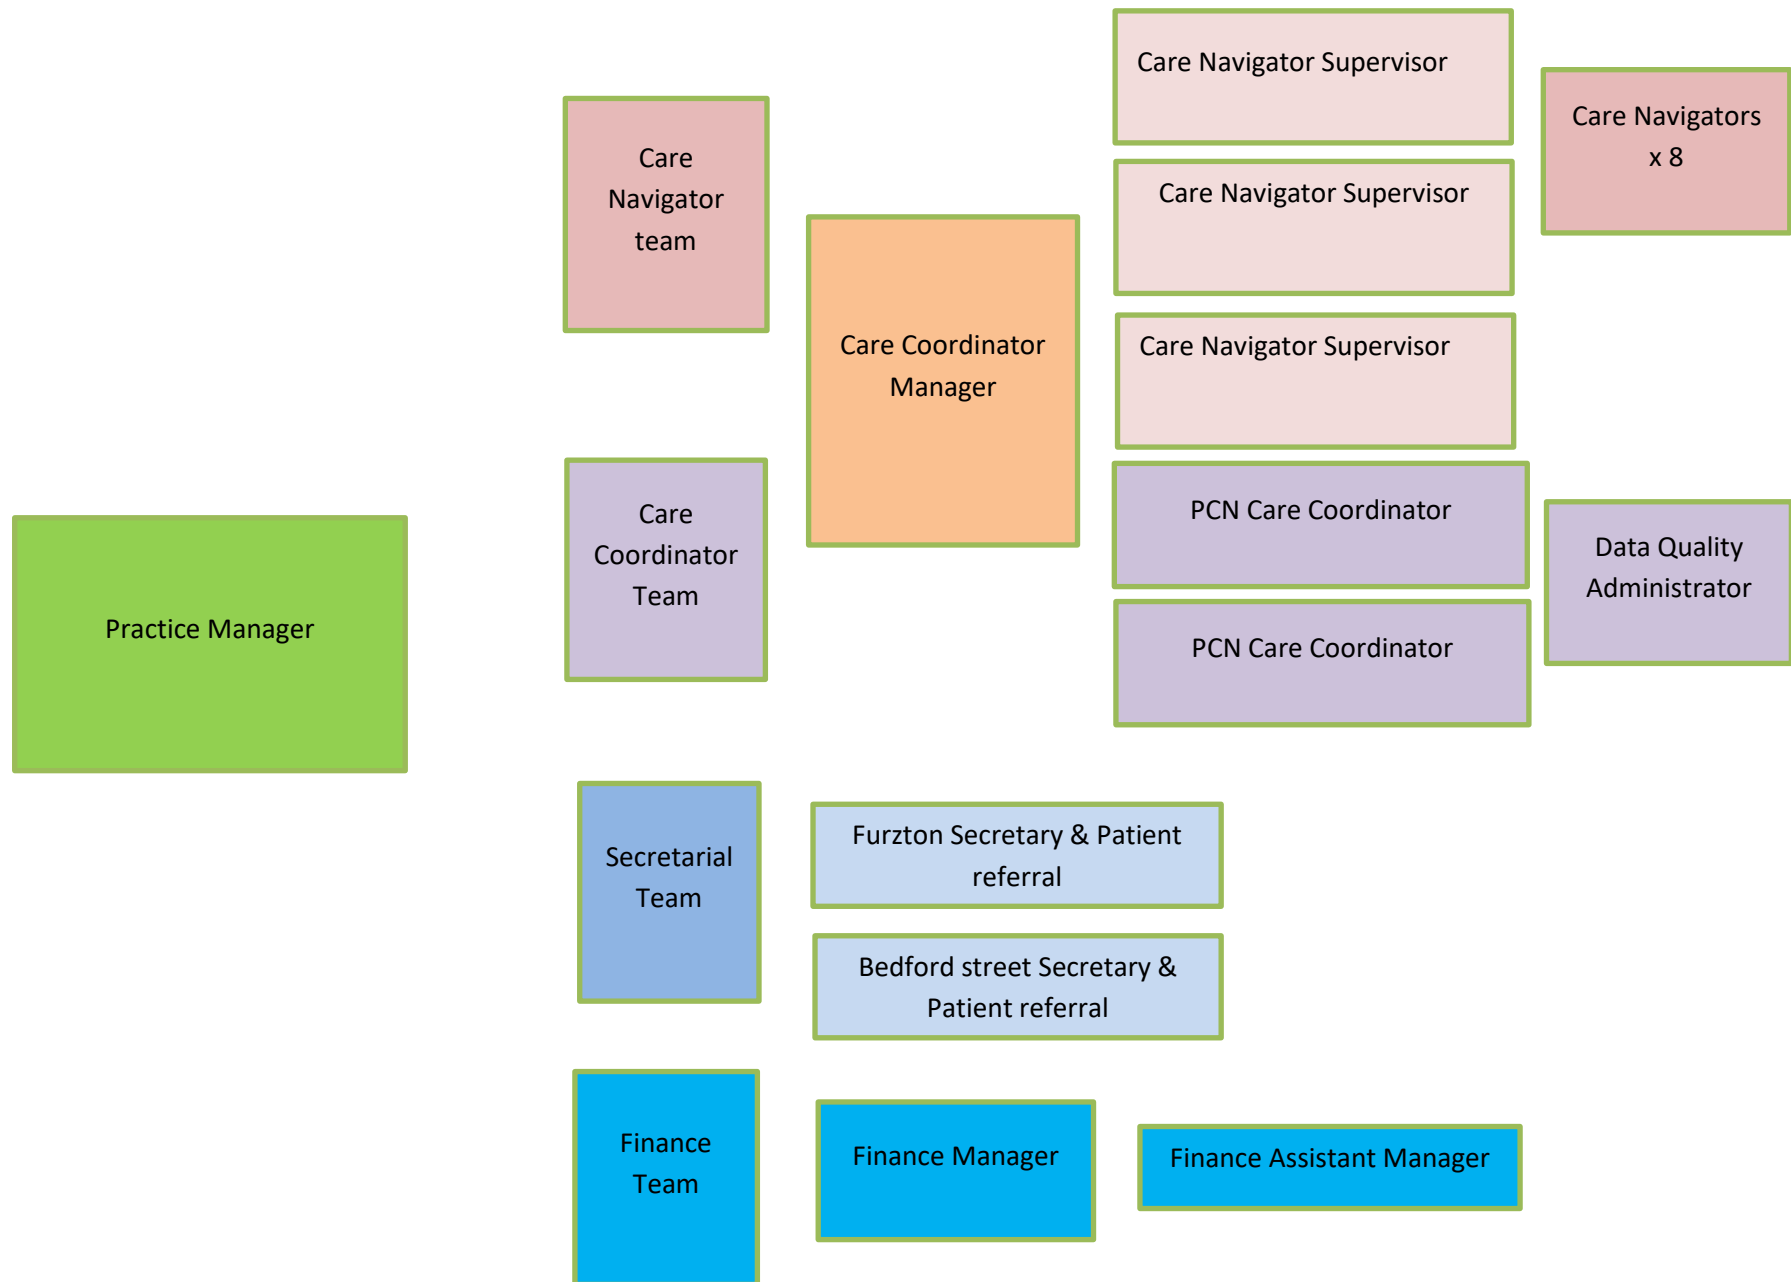 Practice Manager
Care
Navigator
team
Care
Coordinator
Team
Secretarial
Team
Finance
Team
Care Coordinator
Manager
Furzton Secretary & Patient
referral
Bedford street Secretary &
Patient referral
Finance Manager
Care Navigator Supervisor
Care Navigator Supervisor
Care Navigator Supervisor
PCN Care Coordinator
PCN Care Coordinator
Finance Assistant Manager
Care Navigators
x 8
Data Quality
Administrator